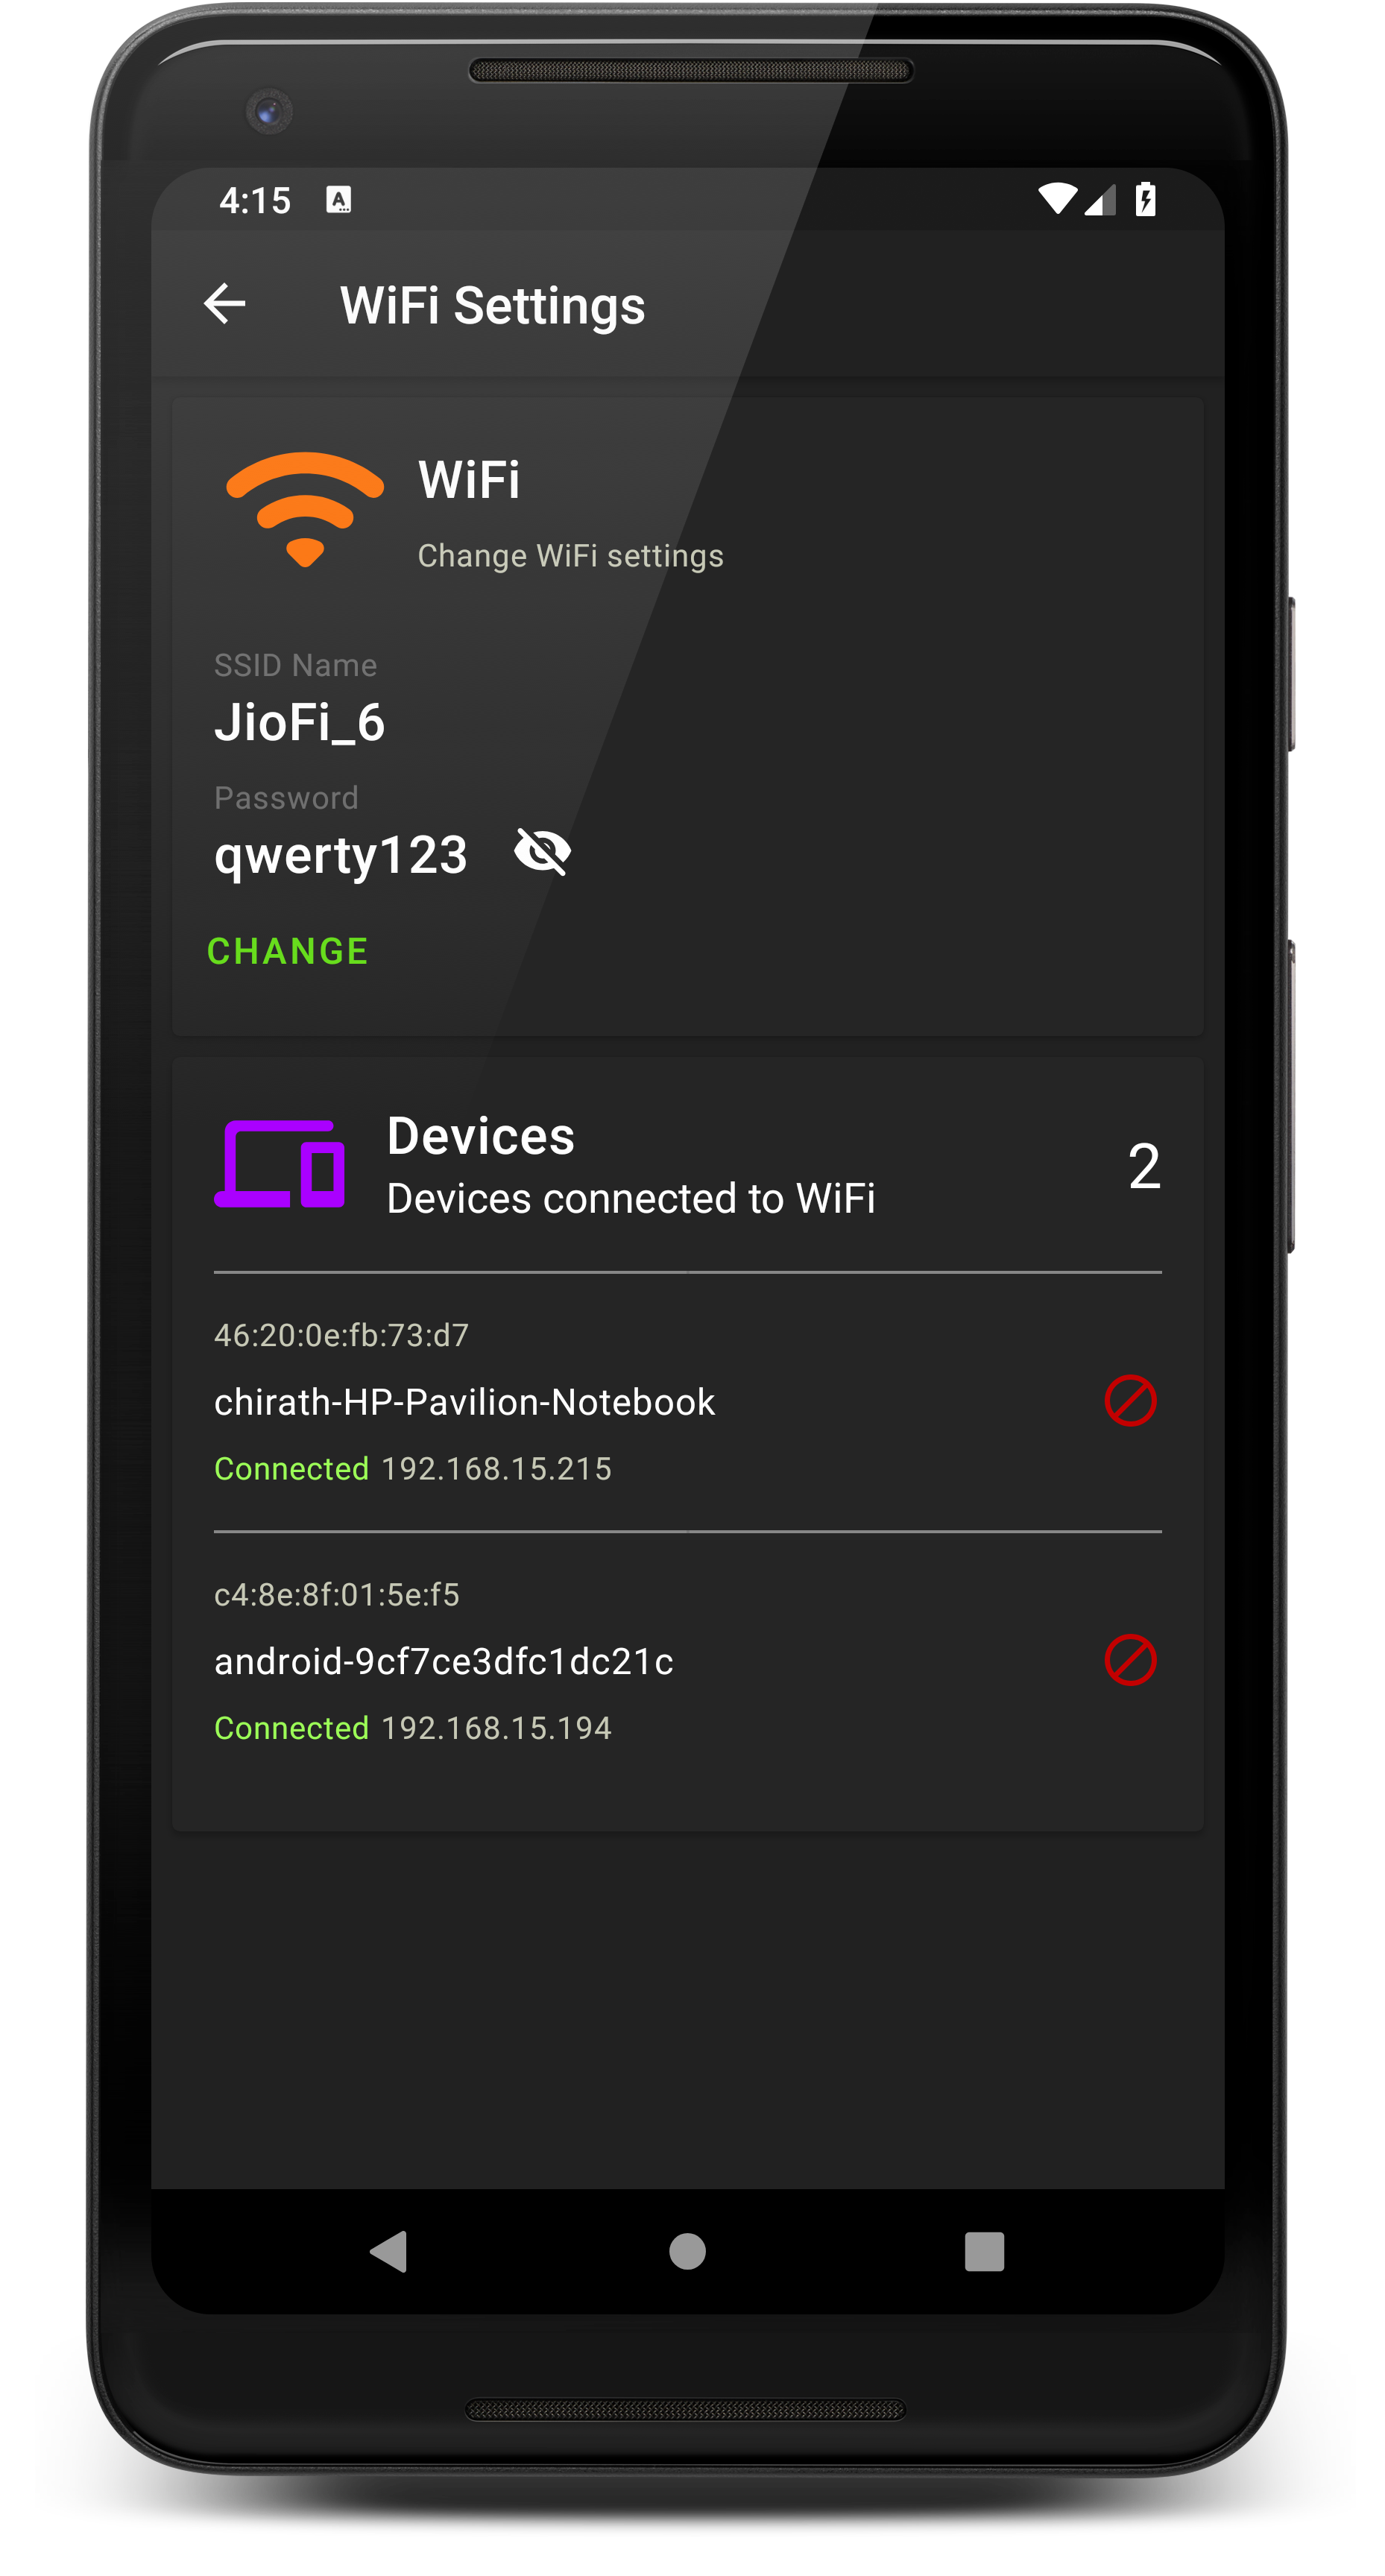 4:15
WiFi Settings
WiFi
Change WiFi settings
SSID Name
JioFi_6
Password
qwerty123
CHANGE
Devices
Devices connected to WiFi
2
46:20:0e:fb:73:d7
chirath-HP-Pavilion-Notebook
Connected 192.168.15.215
c4:8e:8f:01:5e:f5
android-9cf7ce3dfc1dc21c
Connected 192.168.15.194